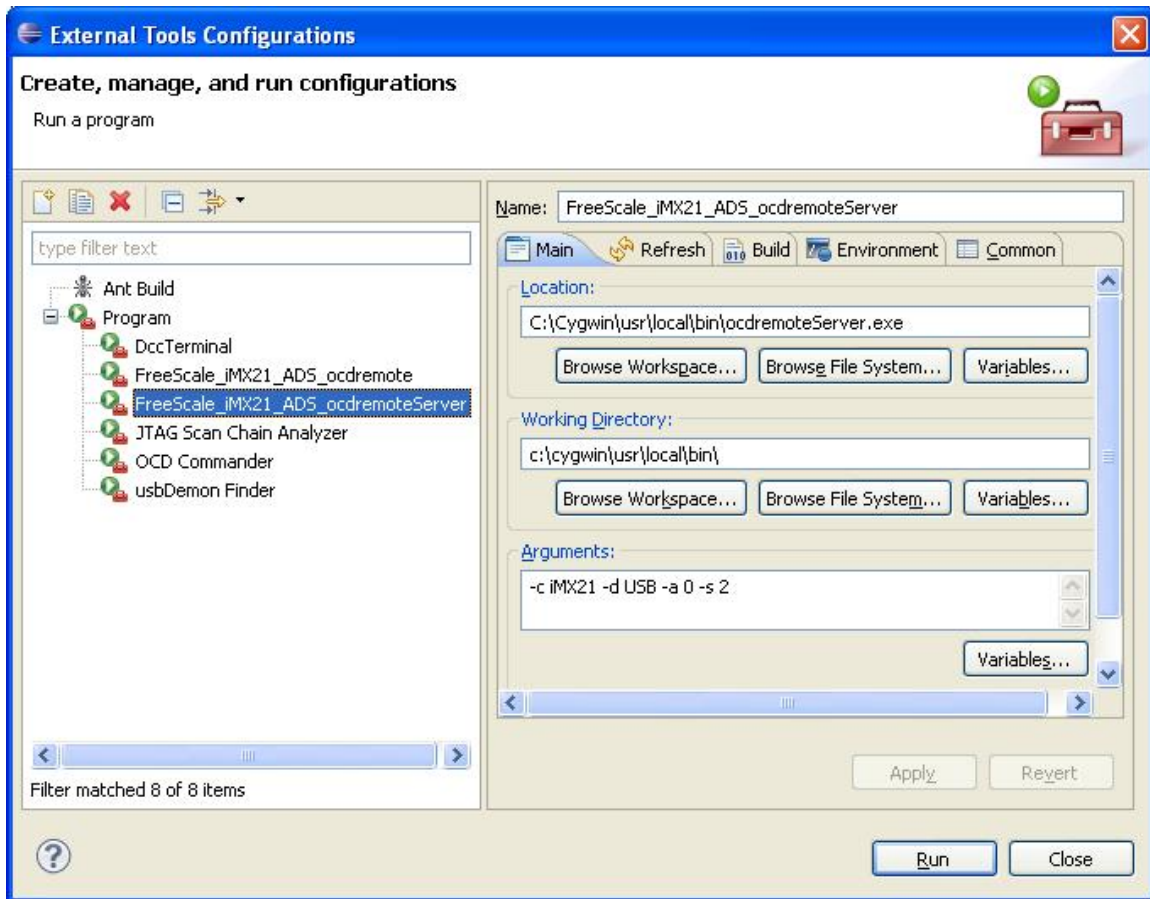 External Tools Configurations
Create, manage, and run configurations
Run a program
type filter text
Ant Build
Program
DccTerminal
FreeScale_iMX21_ADS_ocdremote
FreeScale_iMX21_ADS_ocdremoteServer
JTAG Scan Chain Analyzer
OCD Commander
usbDemon Finder
Filter matched 8 of 8 items
Name: FreeScale_iMX21_ADS_ocdremoteServer
Main Refresh Build Environment Common
Location:
C:\Cygwin\usr\local\bin\ocdremoteServer.exe
Browse Workspace... Browse File System... Variables...
Working Directory:
c:\cygwin\usr\local\bin\
Browse Workspace... Browse File System... Variables...
Arguments:
-c iMX21 -d USB -a 0 -s 2
Variables...
Apply Revert
Run Close